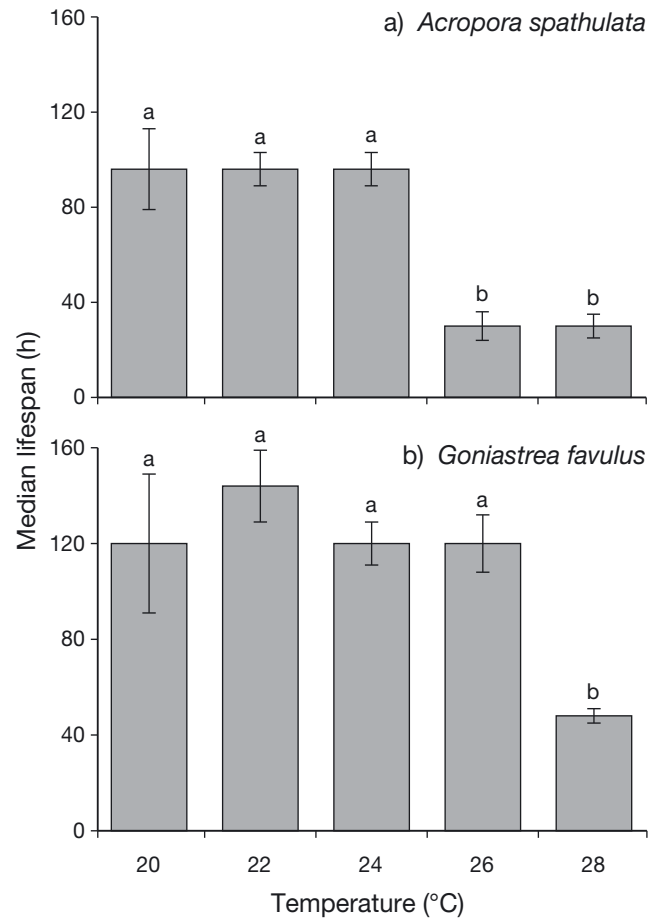 160
a) Acropora spathulata
120
a
a
a
80
40
b
b
0
Median lifespan (h)
160
b) Goniastrea favulus
a
a
a
a
120
80
b
40
0
20 22 24 26 28
Temperature (°C)